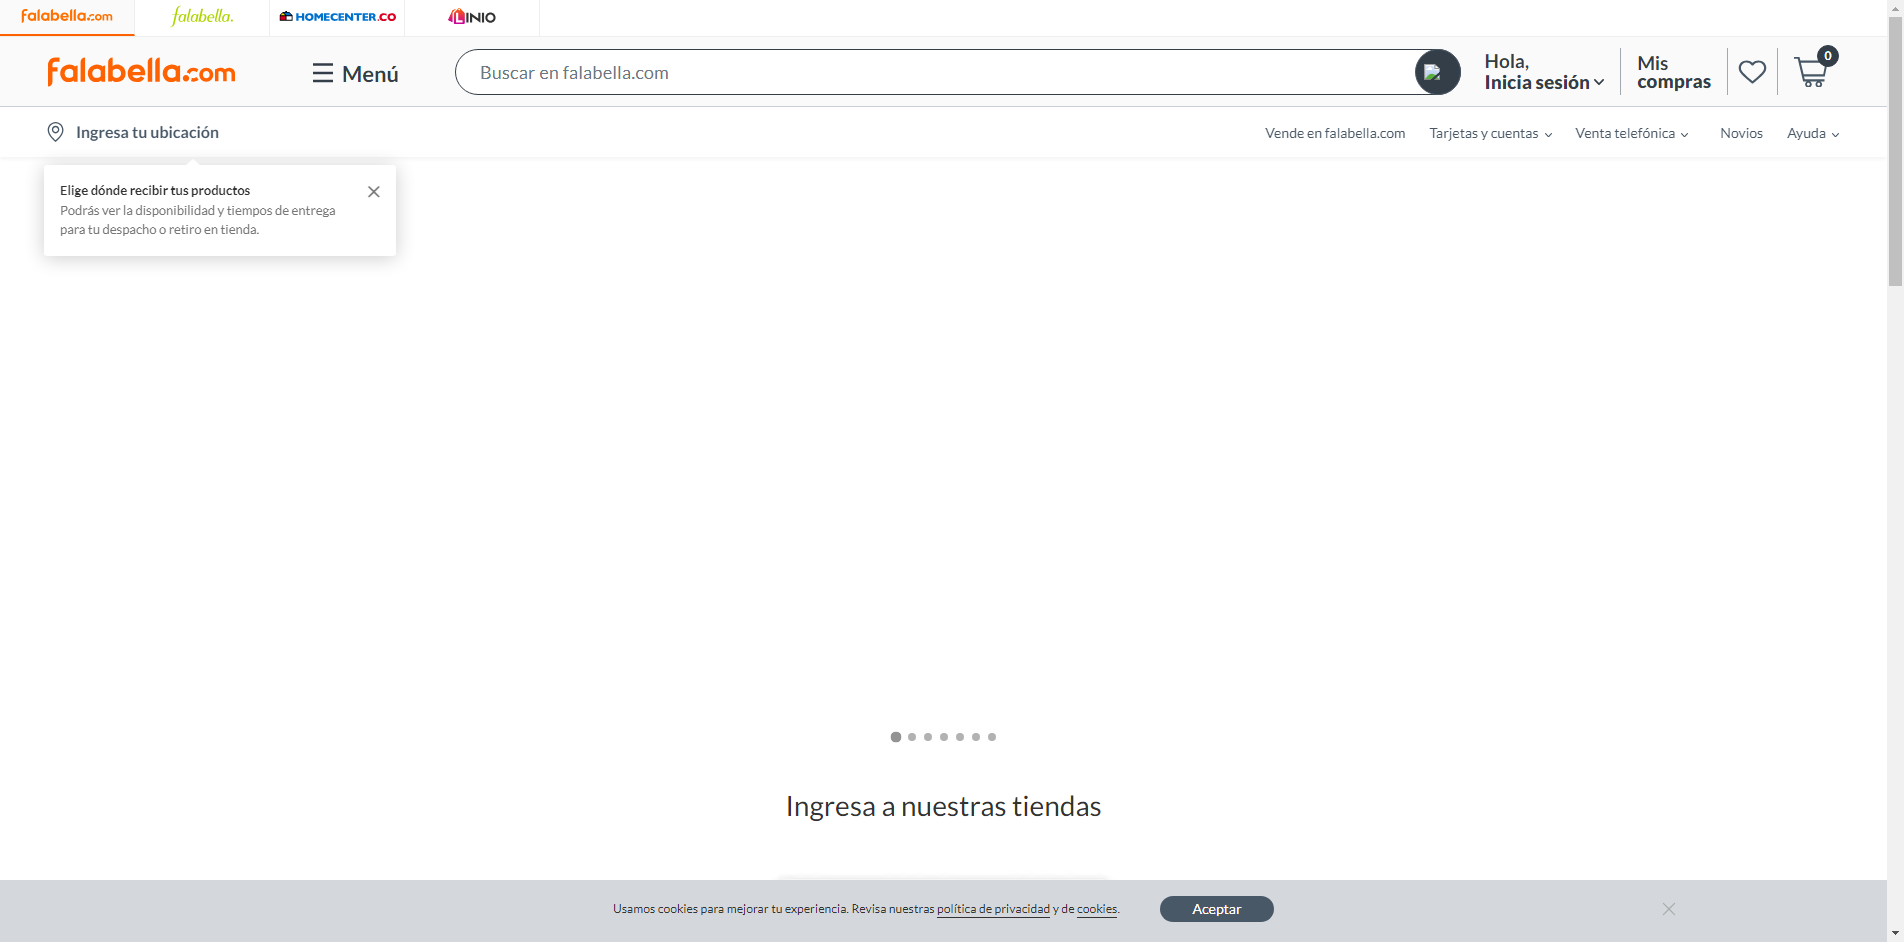 falabella.com
falabella.
HOMECENTER.CO
LINIO
falabella.com
Menú
Buscar en falabella.com
Hola,
Inicia sesión
Mis
compras
0
Ingresa tu ubicación
Vende en falabella.com
Tarjetas y cuentas
Venta telefónica
Novios
Ayuda
Elige dónde recibir tus productos
Podrás ver la disponibilidad y tiempos de entrega
para tu despacho o retiro en tienda.
Ingresa a nuestras tiendas
Usamos cookies para mejorar tu experiencia. Revisa nuestras política de privacidad y de cookies.
Aceptar